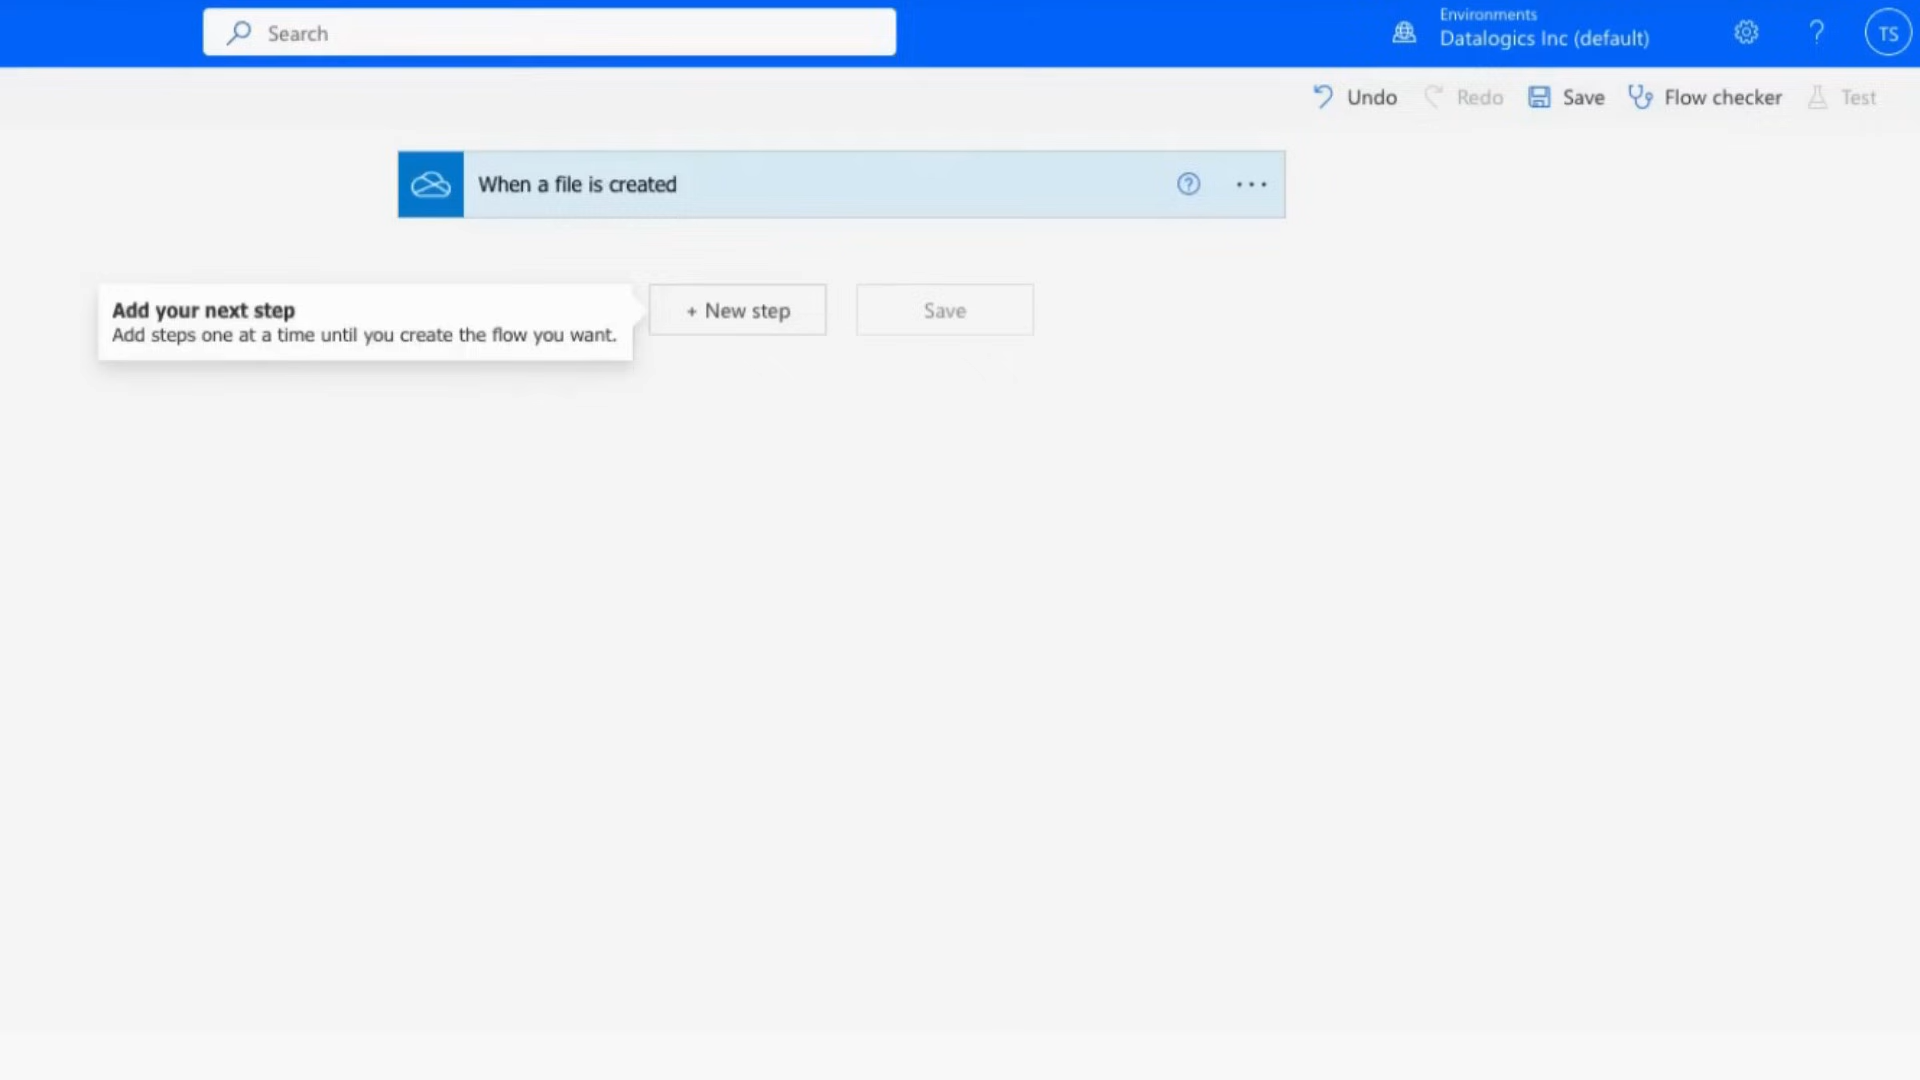 Search
Environments
Datalogics Inc (default)
?
TS
Undo
Redo
Save
Flow checker
Test
When a file is created
?
...
Add your next step
Add steps one at a time until you create the flow you want.
+ New step
Save